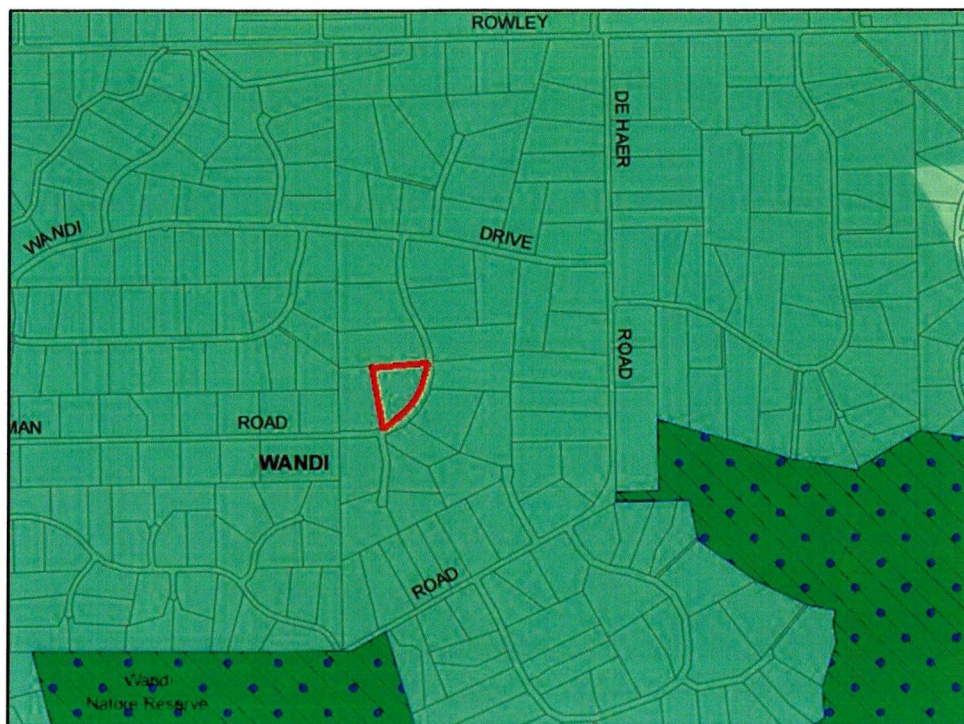 ROWLEY
DE HAER
WANDI
DRIVE
ROAD
MAN
ROAD
WANDI
ROAD
Wandi
Nature Reserve